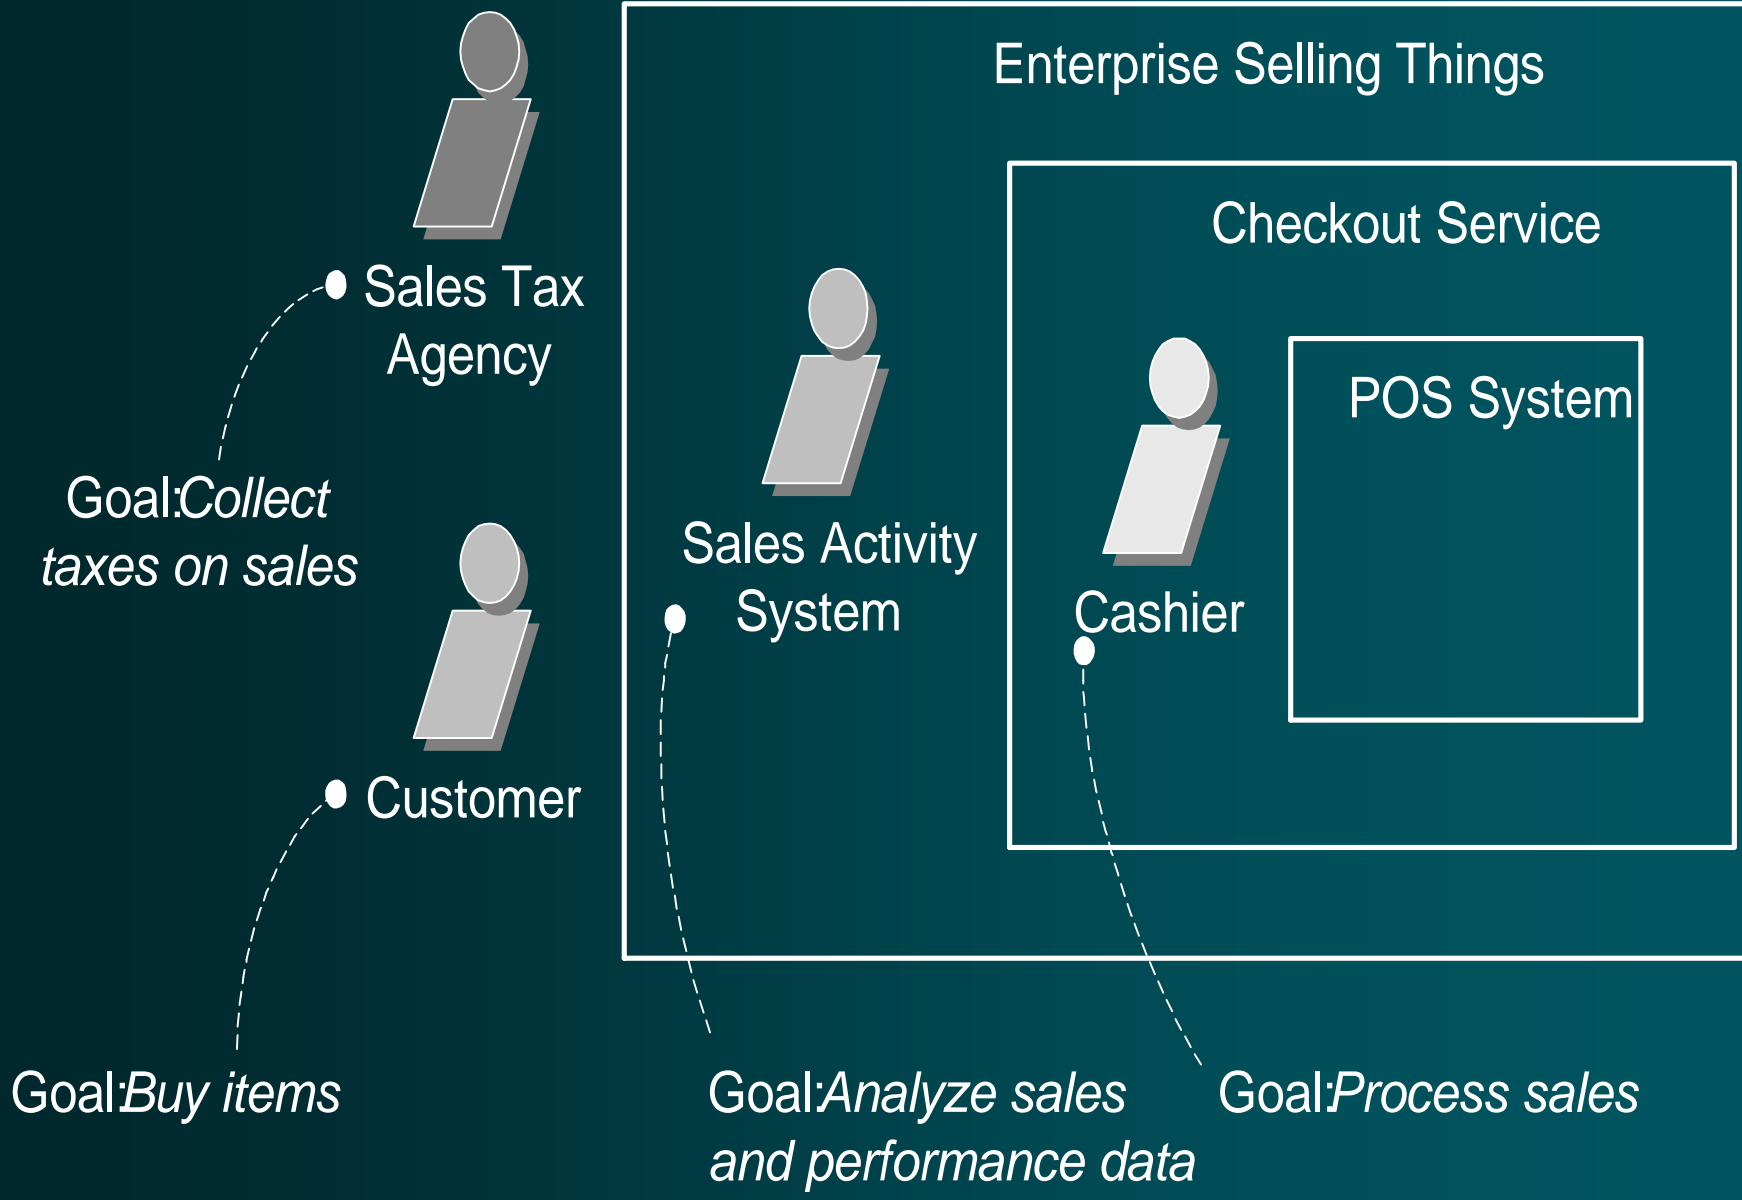 Enterprise Selling Things
Checkout Service
POS System
Sales Tax
Agency
Goal:Collect
taxes on sales
Sales Activity
System
Cashier
Customer
Goal:Buy items
Goal:Analyze sales
and performance data
Goal:Process sales